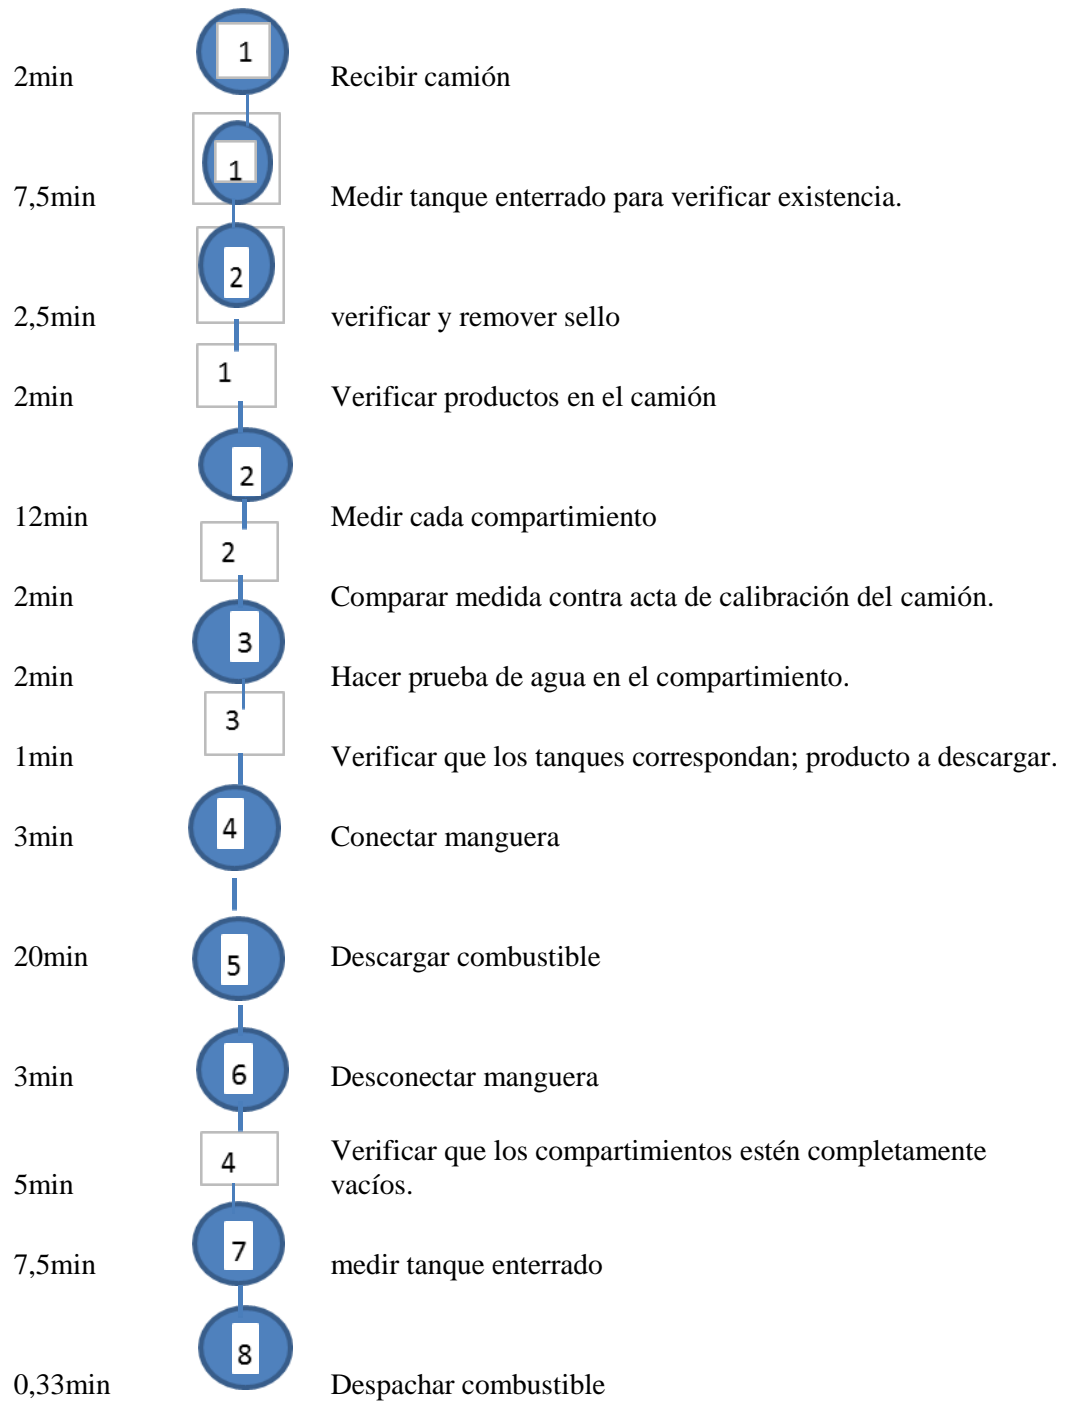 1
2min Recibir camión
1
7,5min Medir tanque enterrado para verificar existencia.
2
2,5min verificar y remover sello
1
2min Verificar productos en el camión
2
12min Medir cada compartimiento
2
2min Comparar medida contra acta de calibración del camión.
3
2min Hacer prueba de agua en el compartimiento.
3
1min Verificar que los tanques correspondan; producto a descargar.
4
3min Conectar manguera
5
20min Descargar combustible
6
3min Desconectar manguera
4
Verificar que los compartimientos estén completamente
5min vacíos.
7
7,5min medir tanque enterrado
8
0,33min Despachar combustible